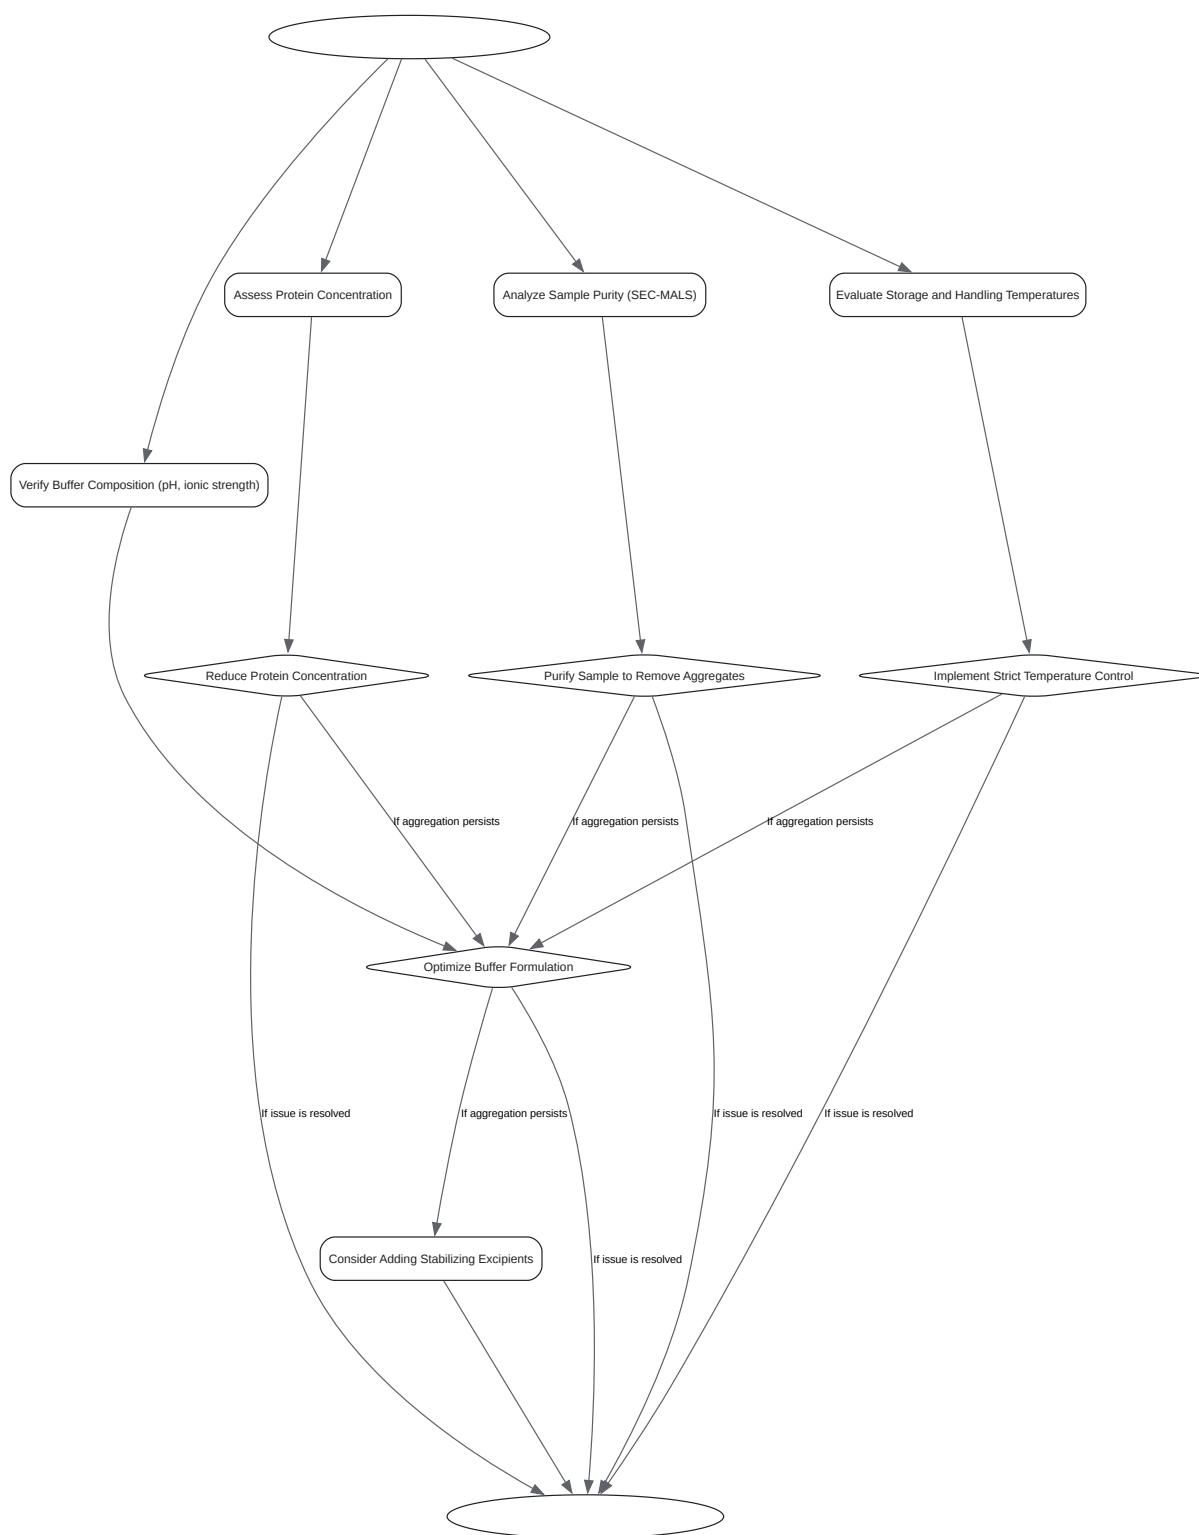 Assess Protein Concentration
Analyze Sample Purity (SEC-MALS)
Evaluate Storage and Handling Temperatures
Verify Buffer Composition (pH, ionic strength)
Reduce Protein Concentration
Purify Sample to Remove Aggregates
Implement Strict Temperature Control
If aggregation persists
If aggregation persists
If aggregation persists
Optimize Buffer Formulation
If issue is resolved
If aggregation persists
If issue is resolved
If issue is resolved
Consider Adding Stabilizing Excipients
If issue is resolved